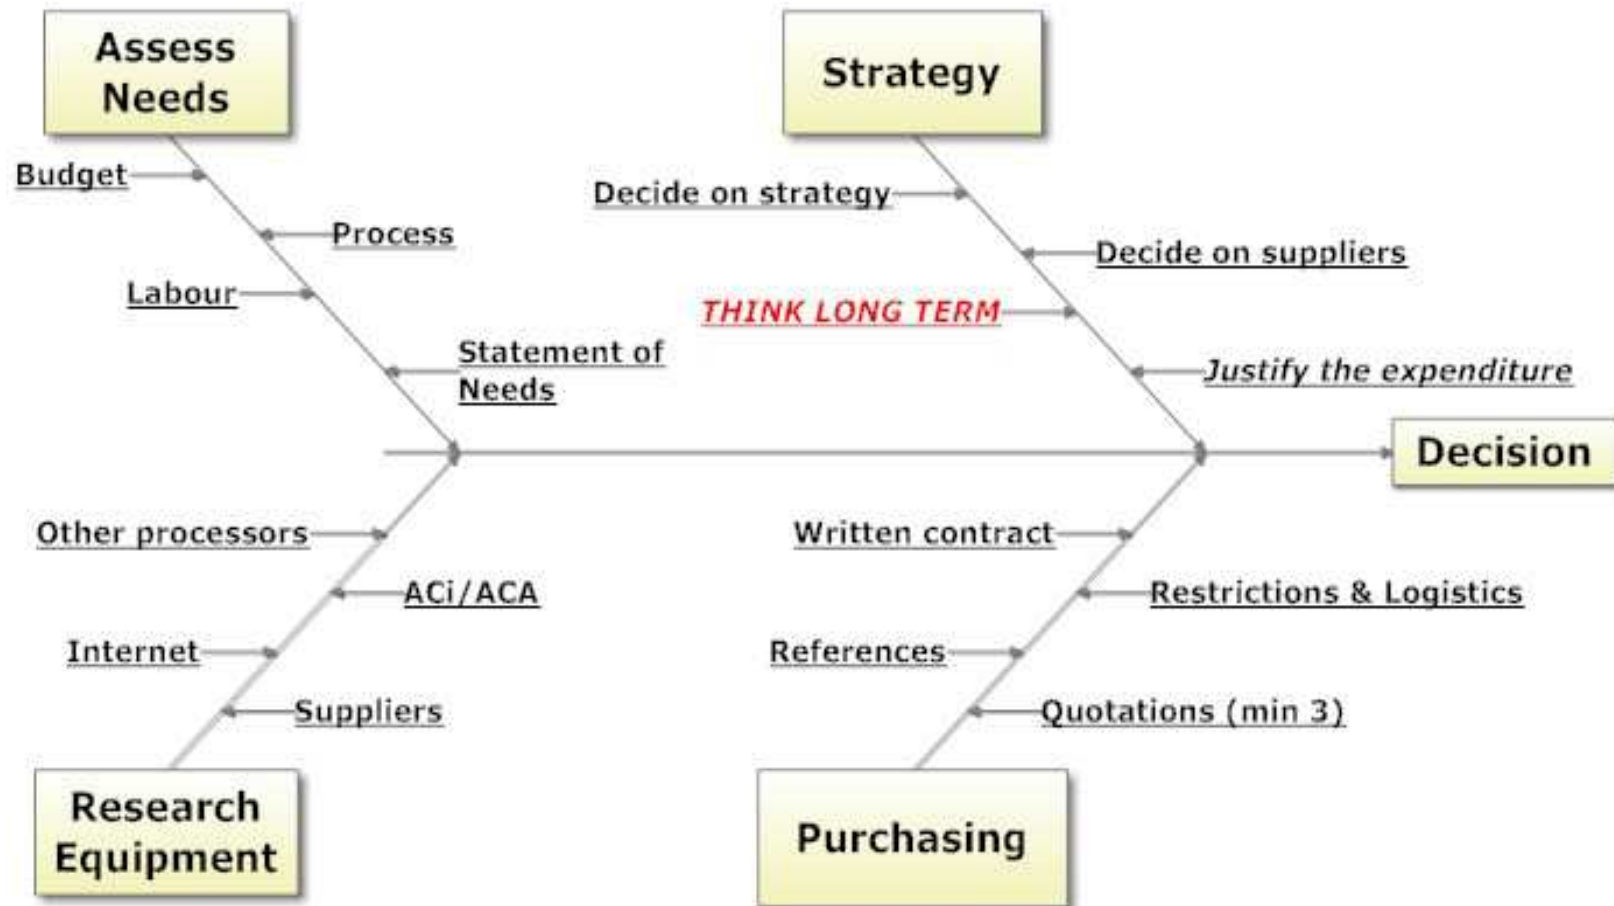 Assess
Needs
Strategy
Budget
Process
Labour
Statement of
Needs
Decide on strategy
Decide on suppliers
THINK LONG TERM
Justify the expenditure
Decision
Other processors
ACi/ACA
Internet
Suppliers
Written contract
Restrictions & Logistics
References
Quotations (min 3)
Research
Equipment
Purchasing